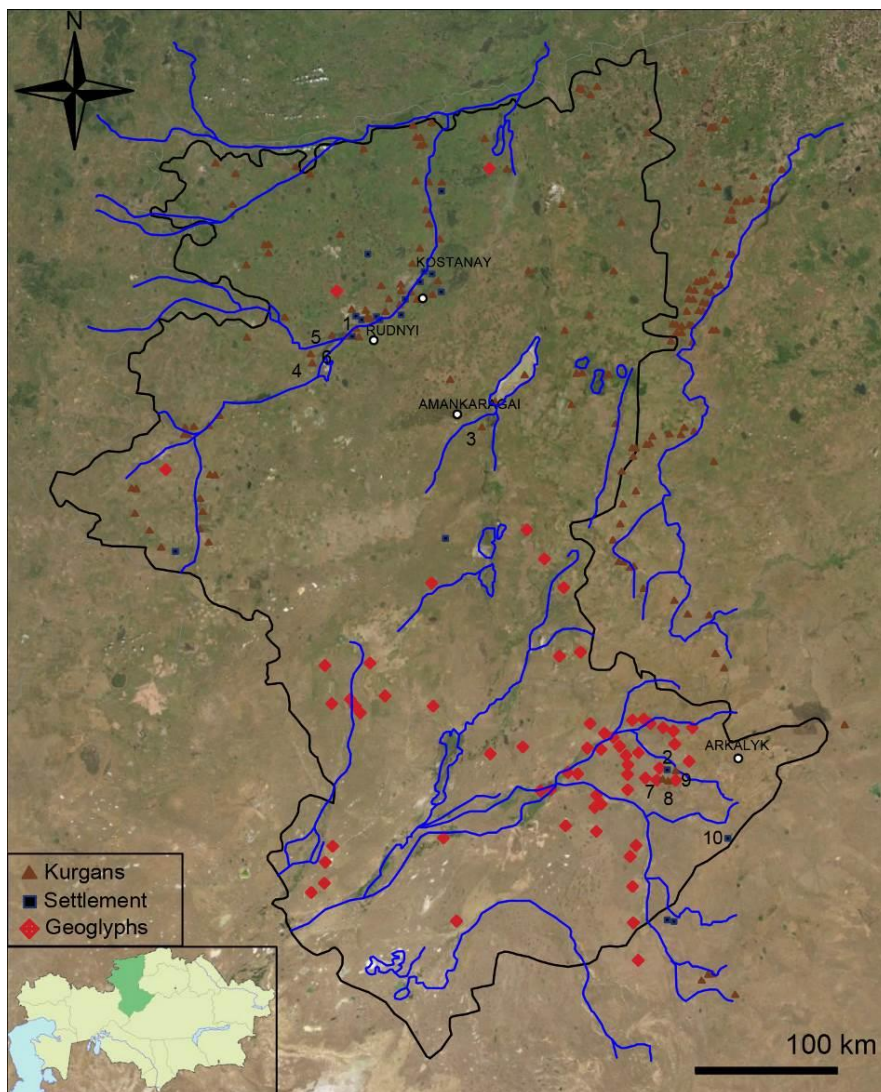 N
KOSTANAY
1
5
RUDNYI
6
4
AMANKARAGAI
3
ARKALYK
2
7
9
8
10
Kurgans
Settlement
Geoglyphs
100 km